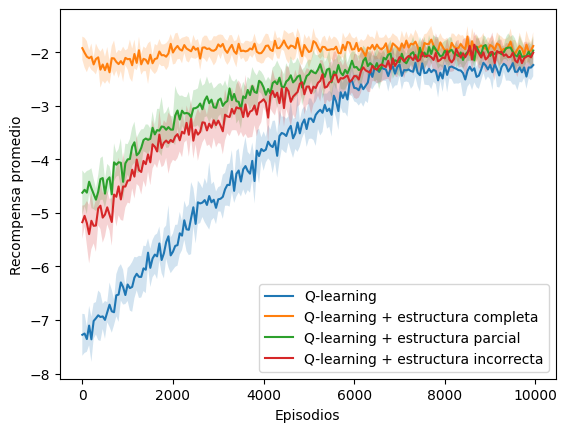 −2
−3
−4
−5
−6
−7
−8
Recompensa promedio
0
2000
4000
6000
8000
10000
Episodios
Q-learning
Q-learning + estructura completa
Q-learning + estructura parcial
Q-learning + estructura incorrecta